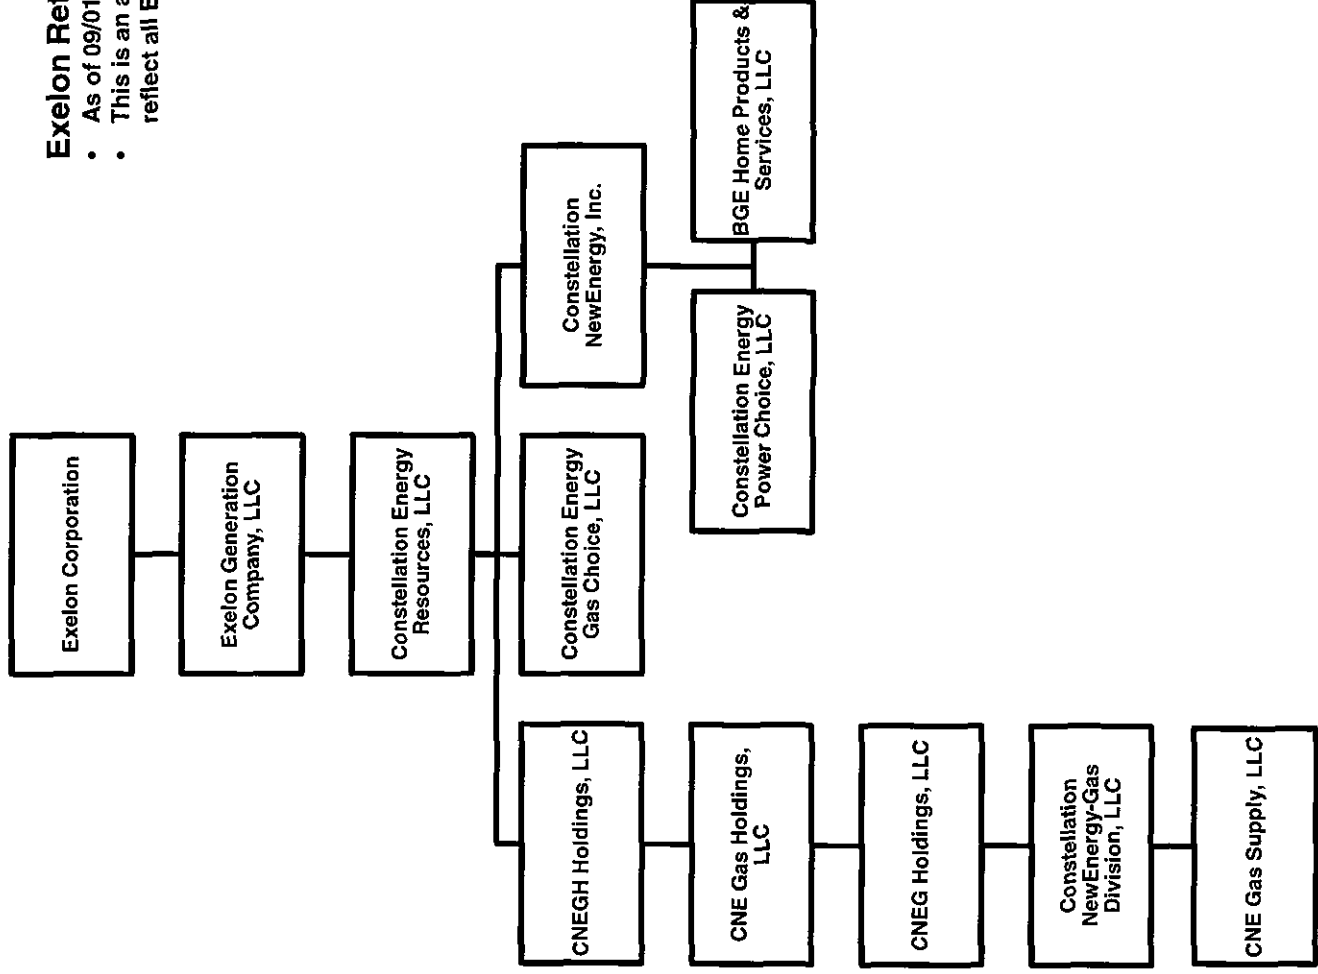 Exelon Ret
• As of 09/01
• This is an a
reflect all E
Exelon Corporation
Exelon Generation
Company, LLC
Constellation Energy
Resources, LLC
CNEGH Holdings, LLC
Constellation Energy
Gas Choice, LLC
Constellation
NewEnergy, Inc.
CNE Gas Holdings,
LLC
Constellation Energy
Power Choice, LLC
BGE Home Products &
Services, LLC
CNEG Holdings, LLC
Constellation
NewEnergy-Gas
Division, LLC
CNE Gas Supply, LLC